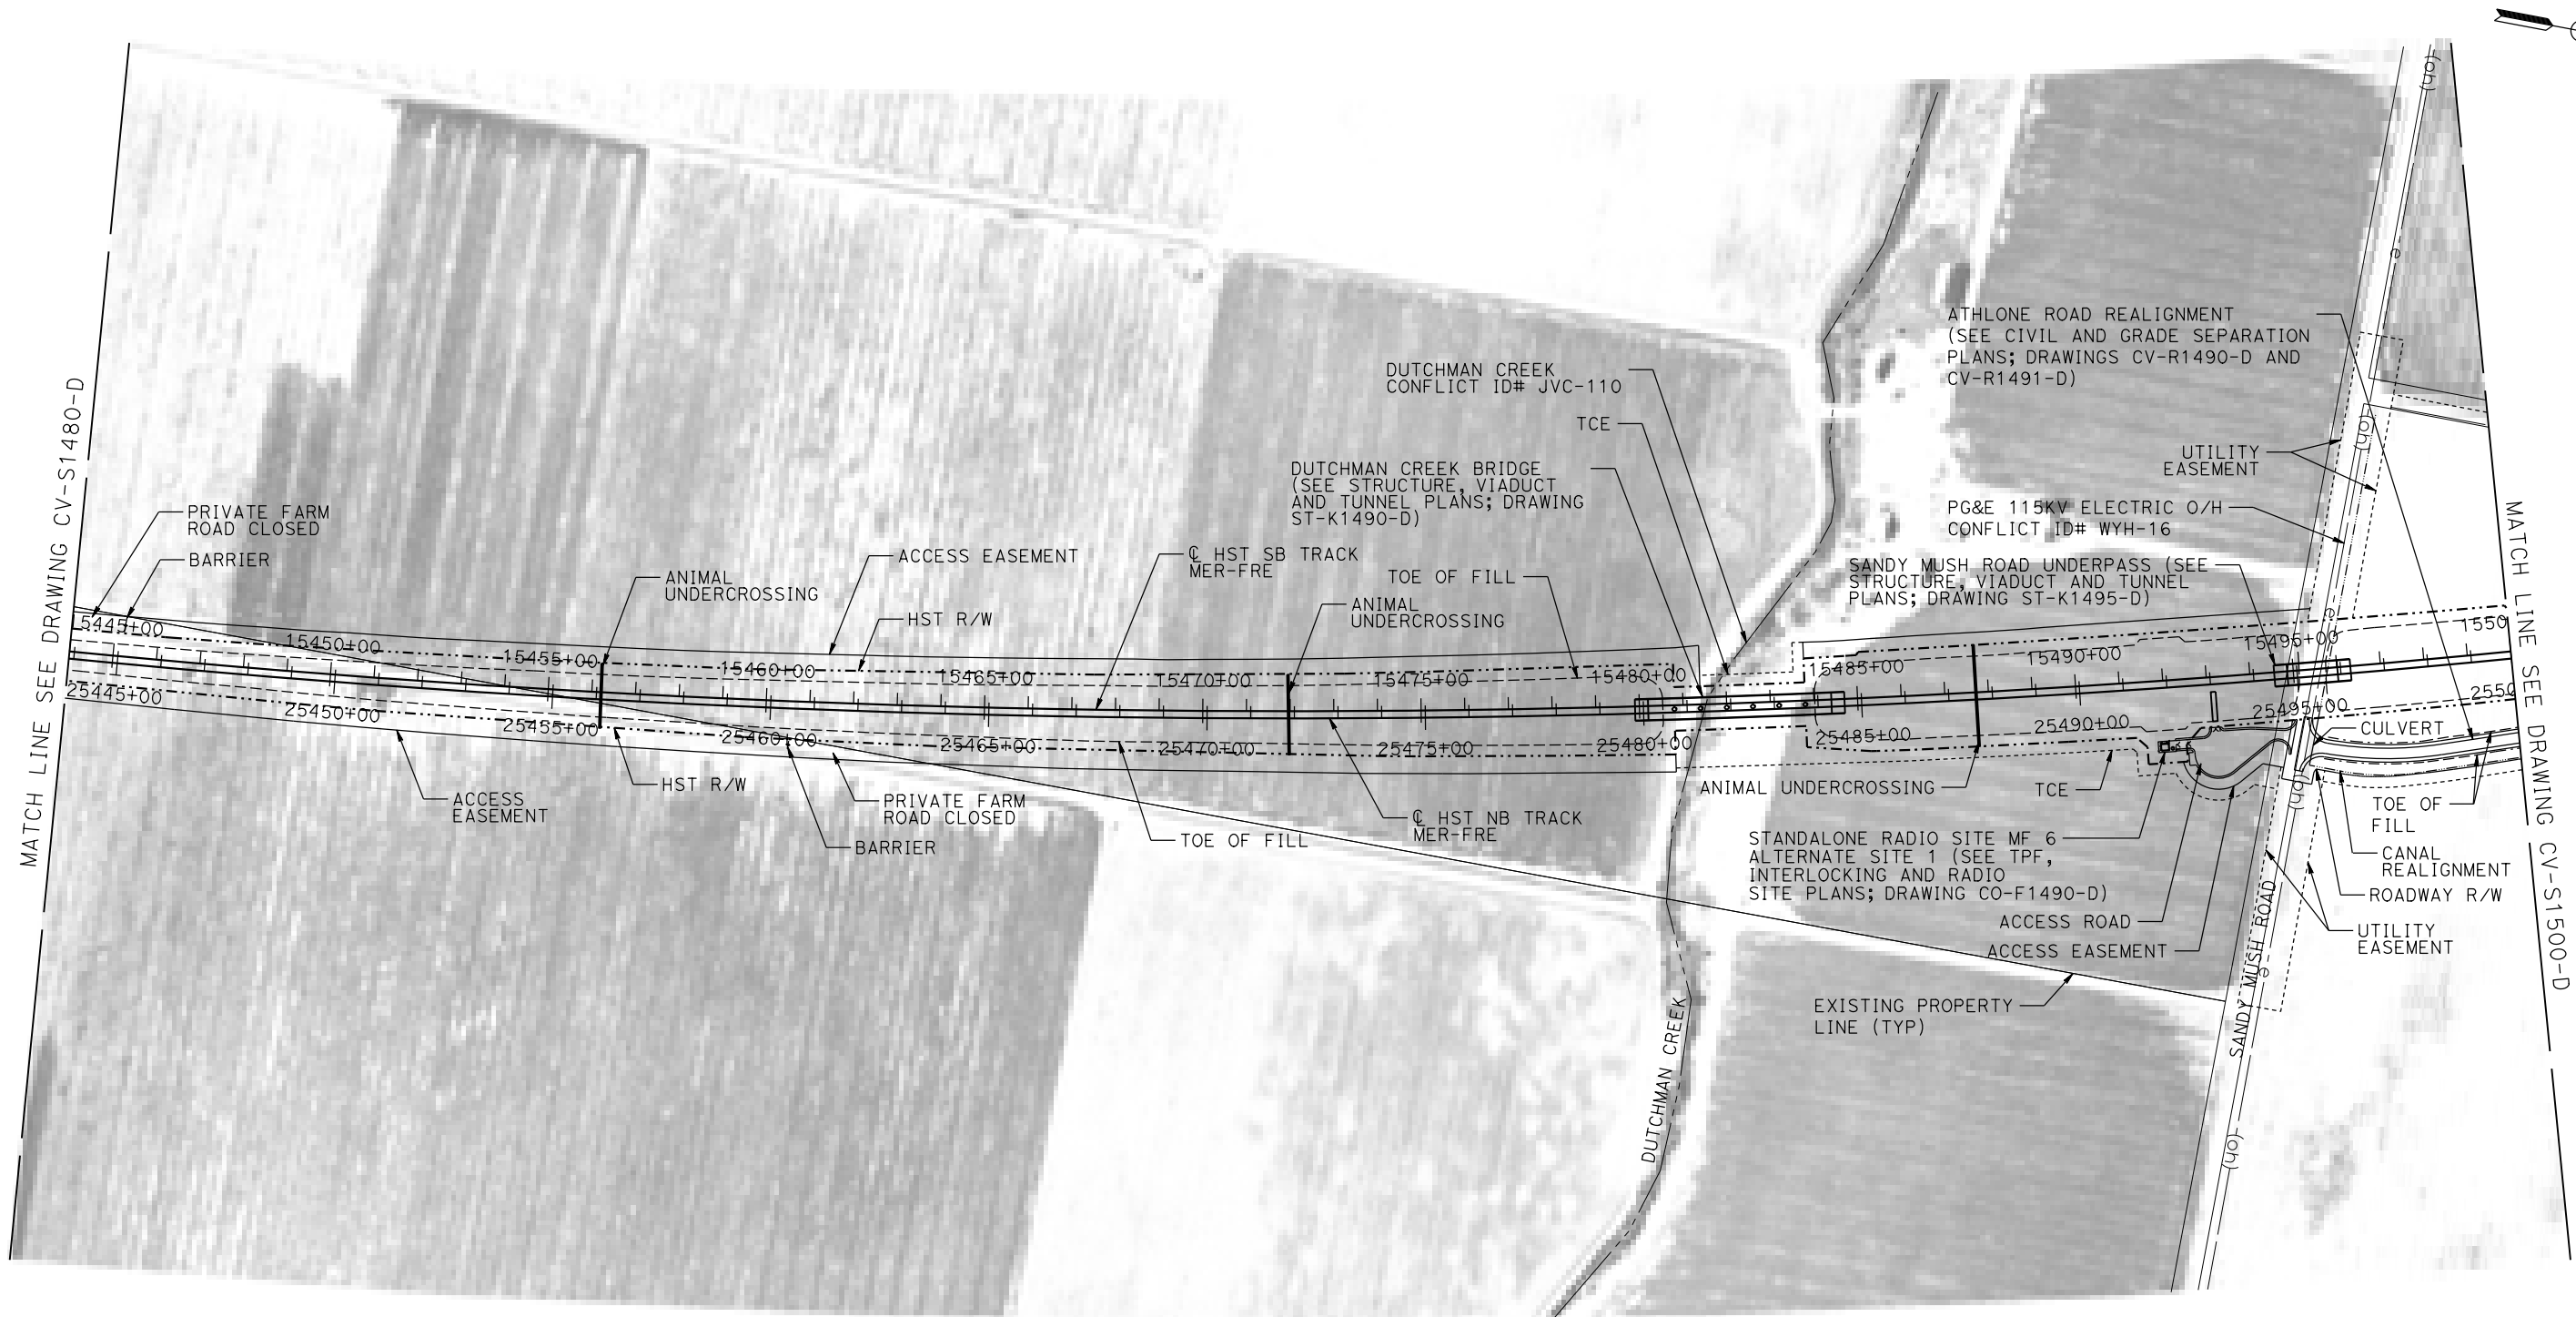 MATCH LINE SEE DRAWING CV-S1480-D
PRIVATE FARM
ROAD CLOSED
BARRIER
ANIMAL
UNDERCROSSING
ACCESS EASEMENT
HST R/W
℄ HST SB TRACK
MER-FRE
TOE OF FILL
ANIMAL
UNDERCROSSING
DUTCHMAN CREEK
CONFLICT ID# JVC-110
TCE
DUTCHMAN CREEK BRIDGE
(SEE STRUCTURE, VIADUCT
AND TUNNEL PLANS; DRAWING
ST-K1490-D)
ATHLONE ROAD REALIGNMENT
(SEE CIVIL AND GRADE SEPARATION
PLANS; DRAWINGS CV-R1490-D AND
CV-R1491-D)
UTILITY
EASEMENT
PG&E 115KV ELECTRIC O/H
CONFLICT ID# WYH-16
SANDY MUSH ROAD UNDERPASS (SEE
STRUCTURE, VIADUCT AND TUNNEL
PLANS; DRAWING ST-K1495-D)
(oh)
e
(oh)
e
5445+00
15450+00
15455+00
15460+00
15465+00
15470+00
15475+00
15480+00
15485+00
15490+00
15495+00
1550
25445+00
25450+00
25455+00
25460+00
25465+00
25470+00
25475+00
25480+00
25485+00
25490+00
25495+00
2550
ACCESS
EASEMENT
HST R/W
BARRIER
PRIVATE FARM
ROAD CLOSED
TOE OF FILL
℄ HST NB TRACK
MER-FRE
ANIMAL UNDERCROSSING
TCE
STANDALONE RADIO SITE MF 6
ALTERNATE SITE 1 (SEE TPF,
INTERLOCKING AND RADIO
SITE PLANS; DRAWING CO-F1490-D)
ACCESS ROAD
ACCESS EASEMENT
CULVERT
(oh)
TOE OF
FILL
CANAL
REALIGNMENT
ROADWAY R/W
UTILITY
EASEMENT
EXISTING PROPERTY
LINE (TYP)
DUTCHMAN CREEK
SANDY MUSH ROAD
e
(oh)
MATCH LINE SEE DRAWING CV-S1500-D